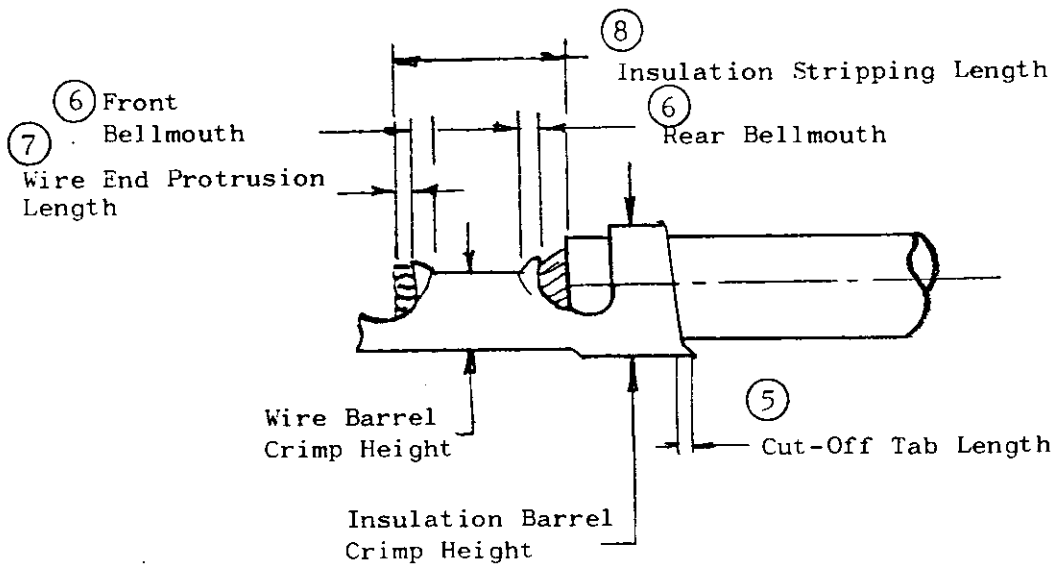 8
Insulation Stripping Length
6 Front
Bellmouth
6
Rear Bellmouth
7
Wire End Protrusion
Length
Wire Barrel
Crimp Height
5
Cut-Off Tab Length
Insulation Barrel
Crimp Height